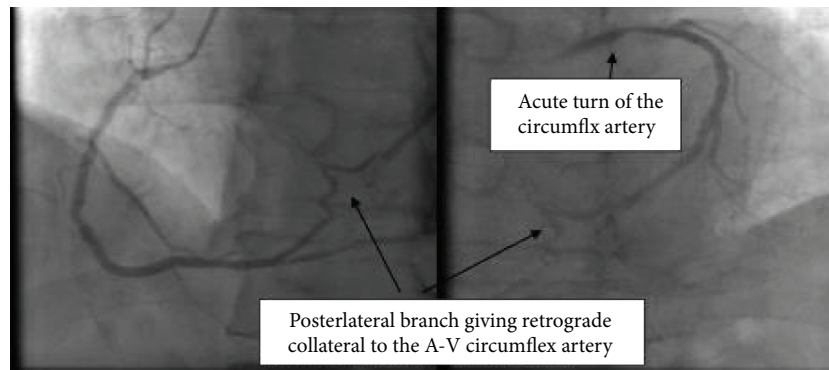 Acute turn of the
circumflx artery
Posterlateral branch giving retrograde
collateral to the A-V circumflex artery